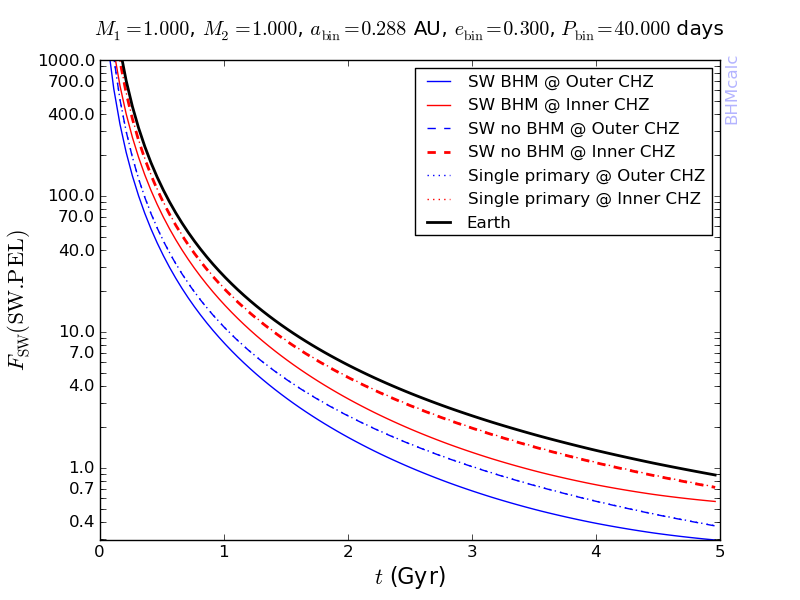 M₁ =1.000, M₂ =1.000, a_bin =0.288 AU, e_bin =0.300, P_bin =40.000 days
BHMcalc
SW BHM @ Outer CHZ
SW BHM @ Inner CHZ
SW no BHM @ Outer CHZ
SW no BHM @ Inner CHZ
Single primary @ Outer CHZ
Single primary @ Inner CHZ
Earth
F_SW(SW.PEL)
1000.0
700.0
400.0
100.0
70.0
40.0
10.0
7.0
4.0
1.0
0.7
0.4
0 1 2 3 4 5
t (Gyr)